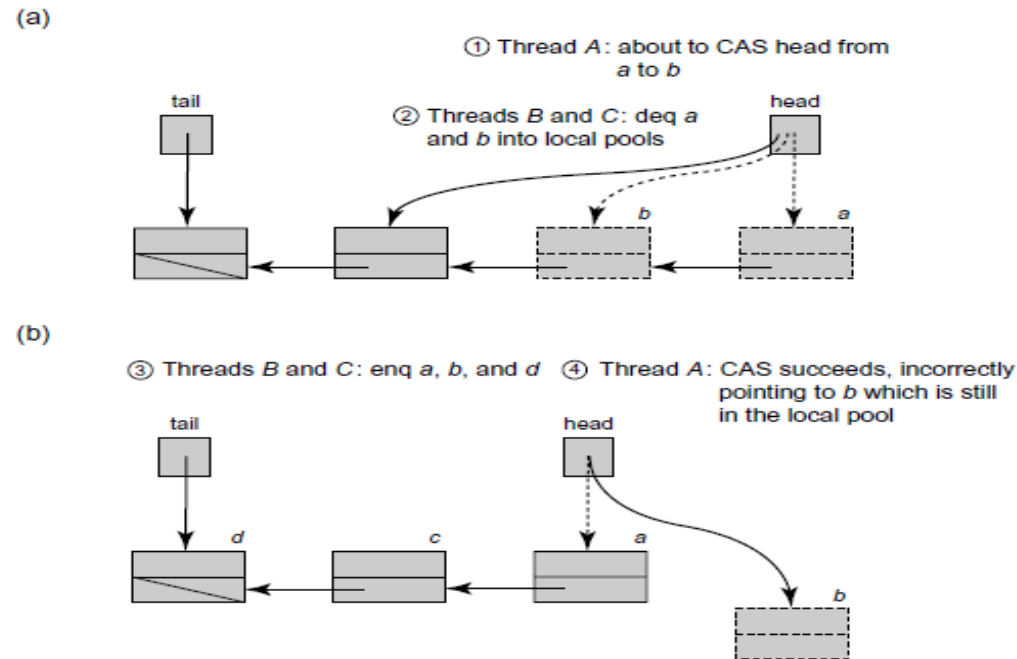 (a)
① Thread A: about to CAS head from
a to b
tail
head
② Threads B and C: deq a
and b into local pools
b
a
(b)
③ Threads B and C: enq a, b, and d
④ Thread A: CAS succeeds, incorrectly
pointing to b which is still
in the local pool
tail
head
d
c
a
b